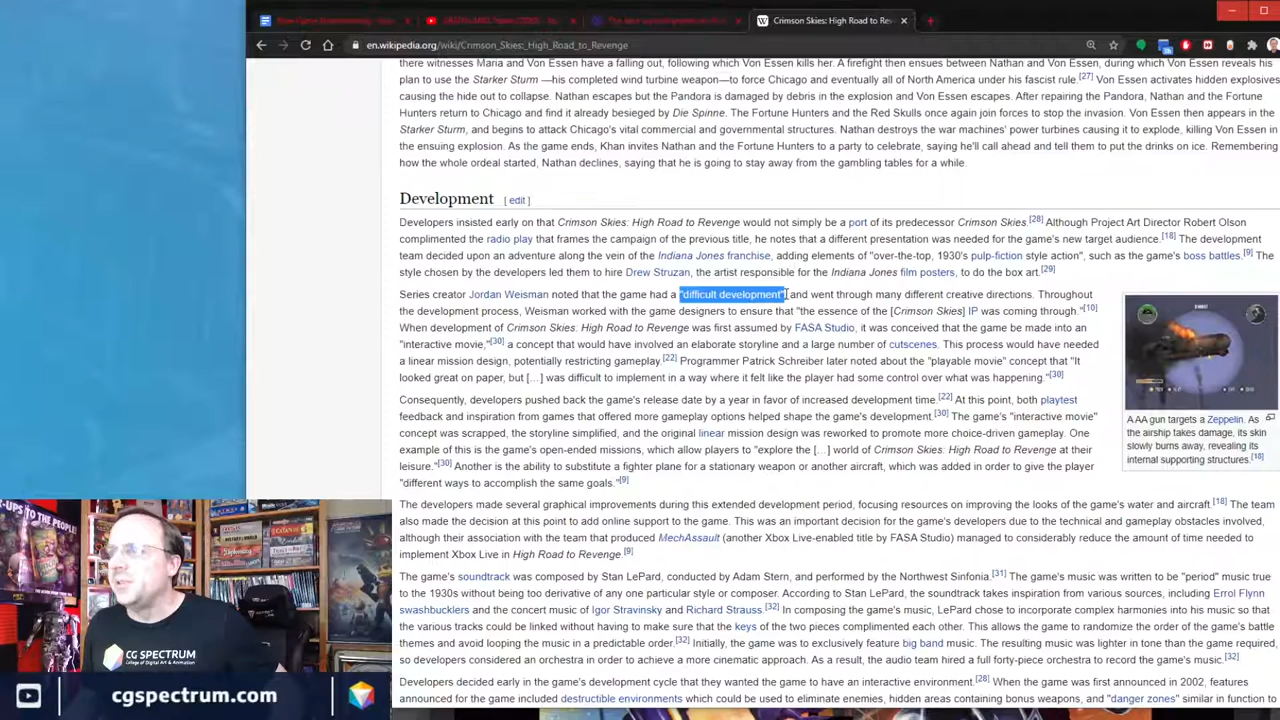 Crimson Skies: High Road to Rev
en.wikipedia.org/wiki/Crimson_Skies:_High_Road_to_Revenge
there witnesses Maria and Von Essen have a falling out, following which Von Essen kills her. A firefight then ensues between Nathan and Von Essen, during which Von Essen reveals his
plan to use the Starker Sturm —his completed wind turbine weapon—to force Chicago and eventually all of North America under his fascist rule.[27] Von Essen activates hidden explosives
causing the hide out to collapse. Nathan escapes but the Pandora is damaged by debris in the explosion and Von Essen escapes. After repairing the Pandora, Nathan and the Fortune
Hunters return to Chicago and find it already besieged by Die Spinne. The Fortune Hunters and the Red Skulls once again join forces to stop the invasion. Von Essen then appears in the
Starker Sturm, and begins to attack Chicago's vital commercial and governmental structures. Nathan destroys the war machines' power turbines causing it to explode, killing Von Essen in
the ensuing explosion. As the game ends, Khan invites Nathan and the Fortune Hunters to a party to celebrate, saying he'll call ahead and tell them to put the drinks on ice. Remembering
how the whole ordeal started, Nathan declines, saying that he is going to stay away from the gambling tables for a while.
Development [ edit ]
Developers insisted early on that Crimson Skies: High Road to Revenge would not simply be a port of its predecessor Crimson Skies.[28] Although Project Art Director Robert Olson
complimented the radio play that frames the campaign of the previous title, he notes that a different presentation was needed for the game's new target audience.[18] The development
team decided upon an adventure along the vein of the Indiana Jones franchise, adding elements of "over-the-top, 1930's pulp-fiction style action", such as the game's boss battles.[9] The
style chosen by the developers led them to hire Drew Struzan, the artist responsible for the Indiana Jones film posters, to do the box art.[29]
Series creator Jordan Weisman noted that the game had a "difficult development" and went through many different creative directions. Throughout
the development process, Weisman worked with the game designers to ensure that "the essence of the [Crimson Skies] IP was coming through."[10]
When development of Crimson Skies: High Road to Revenge was first assumed by FASA Studio, it was conceived that the game be made into an
"interactive movie,"[30] a concept that would have involved an elaborate storyline and a large number of cutscenes. This process would have needed
a linear mission design, potentially restricting gameplay.[22] Programmer Patrick Schreiber later noted about the "playable movie" concept that "It
looked great on paper, but [...] was difficult to implement in a way where it felt like the player had some control over what was happening."[30]
A AA gun targets a Zeppelin. As
the airship takes damage, its skin
slowly burns away, revealing its
internal supporting structures.[18]
Consequently, developers pushed back the game's release date by a year in favor of increased development time.[22] At this point, both playtest
feedback and inspiration from games that offered more gameplay options helped shape the game's development.[30] The game's "interactive movie"
concept was scrapped, the storyline simplified, and the original linear mission design was reworked to promote more choice-driven gameplay. One
example of this is the game's open-ended missions, which allow players to "explore the [...] world of Crimson Skies: High Road to Revenge at their
leisure."[30] Another is the ability to substitute a fighter plane for a stationary weapon or another aircraft, which was added in order to give the player
"different ways to accomplish the same goals."[9]
The developers made several graphical improvements during this extended development period, focusing resources on improving the looks of the game's water and aircraft.[18] The team
also made the decision at this point to add online support to the game. This was an important decision for the game's developers due to the technical and gameplay obstacles involved,
although their association with the team that produced MechAssault (another Xbox Live-enabled title by FASA Studio) managed to considerably reduce the amount of time needed to
implement Xbox Live in High Road to Revenge.[9]
The game's soundtrack was composed by Stan LePard, conducted by Adam Stern, and performed by the Northwest Sinfonia.[31] The game's music was written to be "period" music true
to the 1930s without being too derivative of any one particular style or composer. According to Stan LePard, the soundtrack takes inspiration from various sources, including Errol Flynn
swashbucklers and the concert music of Igor Stravinsky and Richard Strauss.[32] In composing the game's music, LePard chose to incorporate complex harmonies into his music so that
the various tracks could be linked without having to make sure that the keys of the two pieces complimented each other. This allows the game to randomize the order of the game's battle
themes and avoid looping the music in a predictable order.[32] Initially, the game was to exclusively feature big band music. The resulting music was lighter in tone than the game required,
so developers considered an orchestra in order to achieve a more cinematic approach. As a result, the audio team hired a full forty-piece orchestra to record the game's music.[32]
Developers decided early in the game's development cycle that they wanted the game to have an interactive environment.[28] When the game was first announced in 2002, features
announced for the game included destructible environments which could be used to eliminate enemies, hidden areas containing bonus weapons, and "danger zones" similar in function to
CG SPECTRUM
College of Digital Art & Animation
cgspectrum.com